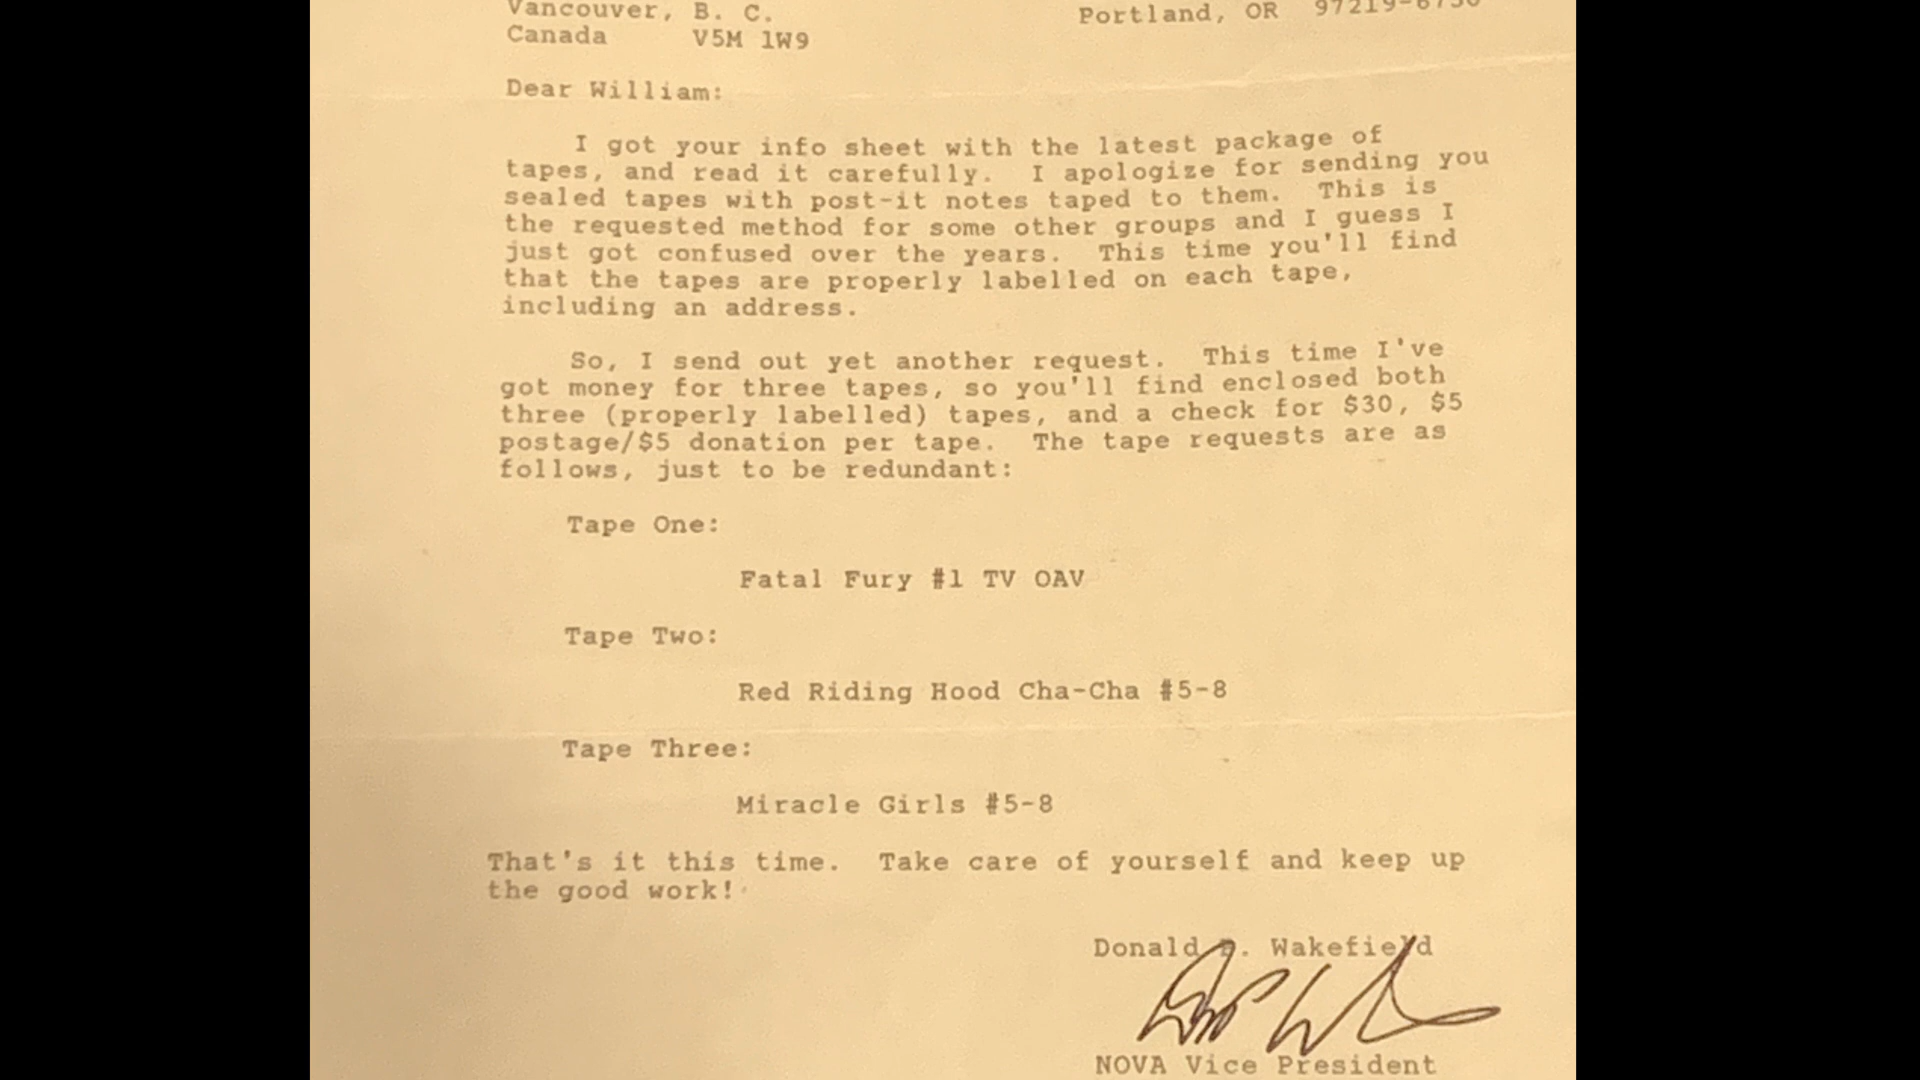 Vancouver, B. C.
Portland, OR
Canada V5M 1W9
Dear William:
I got your info sheet with the latest package of
tapes, and read it carefully. I apologize for sending you
sealed tapes with post-it notes taped to them. This is
the requested method for some other groups and I guess I
just got confused over the years. This time you'll find
that the tapes are properly labelled on each tape,
including an address.
So, I send out yet another request. This time I've
got money for three tapes, so you'll find enclosed both
three (properly labelled) tapes, and a check for $30, $5
postage/$5 donation per tape. The tape requests are as
follows, just to be redundant:
Tape One:
Fatal Fury #1 TV OAV
Tape Two:
Red Riding Hood Cha-Cha #5-8
Tape Three:
Miracle Girls #5-8
That's it this time. Take care of yourself and keep up
the good work!
Donald Wakefield
NOVA Vice President